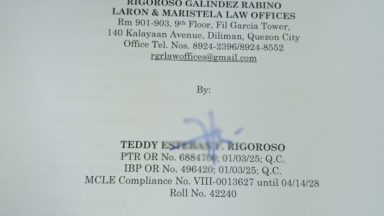 RIGOROSO GALINDEZ RABINO
LARON & MARISTELA LAW OFFICES
Rm 901-903, 9th Floor, Fil Garcia Tower,
140 Kalayaan Avenue, Diliman, Quezon City
Office Tel. Nos. 8924-2396/8924-8552
rgrlawoffices@gmail.com
By:
TEDDY ESTEBAN F. RIGOROSO
PTR OR No. 6884700; 01/03/25; Q.C.
IBP OR No. 496420; 01/03/25; Q.C.
MCLE Compliance No. VIII-0013627 until 04/14/28
Roll No. 42240